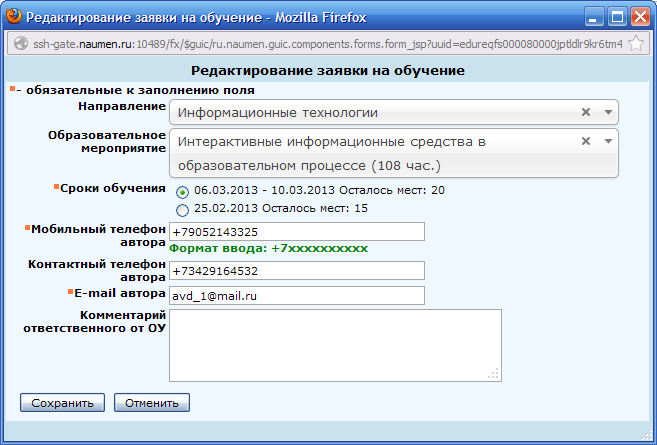 Редактирование заявки на обучение - Mozilla Firefox
ssh-gate.naumen.ru:10489/fx/$guic/ru.naumen.guic.components.forms.form_jsp?uuid=edureqfs000080000jptldlr9kr6tm4
Редактирование заявки на обучение
- обязательные к заполнению поля
Направление
Информационные технологии
Образовательное
мероприятие
Интерактивные информационные средства в
образовательном процессе (108 час.)
Сроки обучения
06.03.2013 - 10.03.2013 Осталось мест: 20
25.02.2013 Осталось мест: 15
Мобильный телефон
автора
+79052143325
Формат ввода: +7xxxxxxxxxx
Контактный телефон
автора
+73429164532
E-mail автора
avd_1@mail.ru
Комментарий
ответственного от ОУ
Сохранить
Отменить